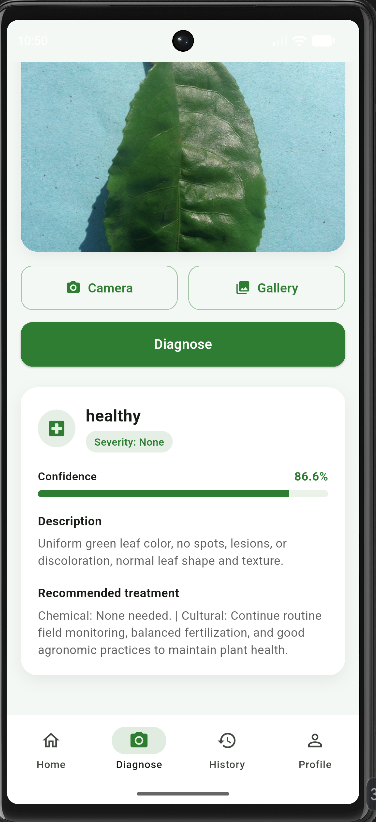 10:50
Camera
Gallery
Diagnose
healthy
Severity: None
Confidence
86.6%
Description
Uniform green leaf color, no spots, lesions, or
discoloration, normal leaf shape and texture.
Recommended treatment
Chemical: None needed. | Cultural: Continue routine
field monitoring, balanced fertilization, and good
agronomic practices to maintain plant health.
Home
Diagnose
History
Profile